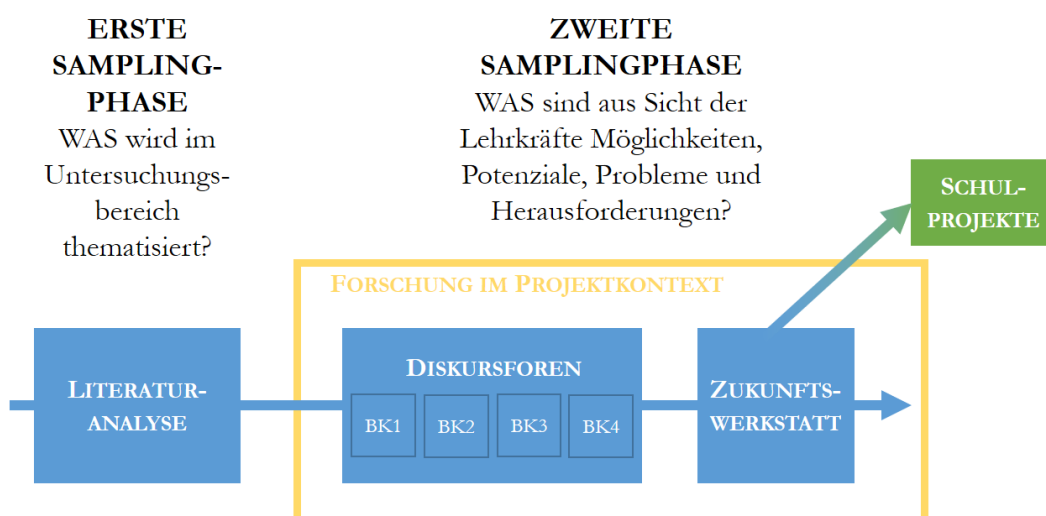 ERSTE
SAMPLING-
PHASE
WAS wird im
Untersuchungs-
bereich
thematisiert?
ZWEITE
SAMPLINGPHASE
WAS sind aus Sicht der
Lehrkräfte Möglichkeiten,
Potenziale, Probleme und
Herausforderungen?
SCHUL-
PROJEKTE
FORSCHUNG IM PROJEKTKONTEXT
LITERATUR-
ANALYSE
DISKURSFOREN
BK1
BK2
BK3
BK4
ZUKUNFTS-
WERKSTATT